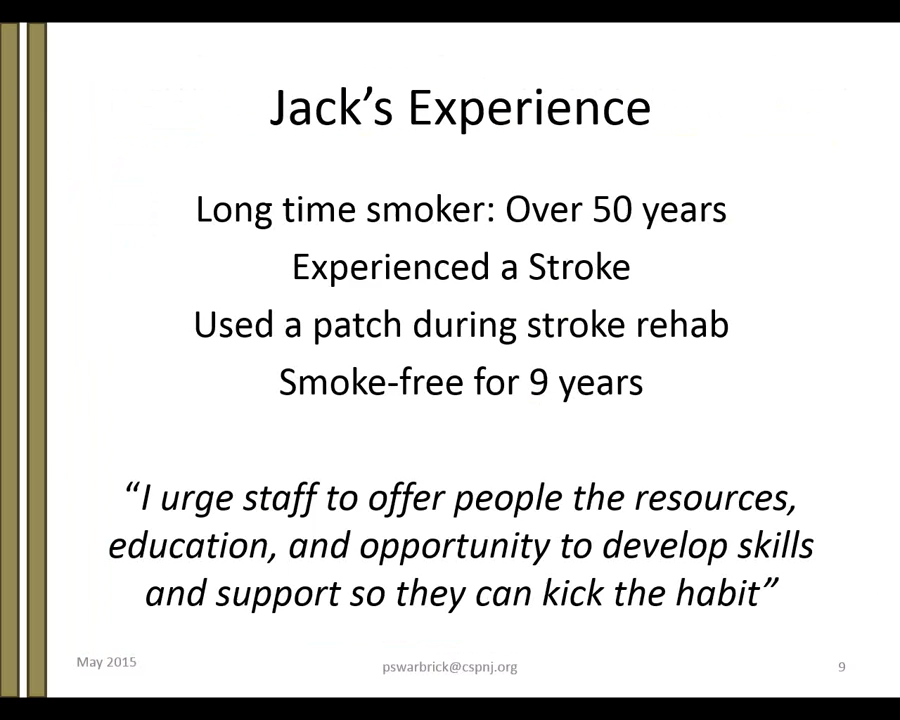 Jack’s Experience
Long time smoker: Over 50 years
Experienced a Stroke
Used a patch during stroke rehab
Smoke-free for 9 years
“I urge staff to offer people the resources,
education, and opportunity to develop skills
and support so they can kick the habit”
May 2015
pswarbrick@cspnj.org
9